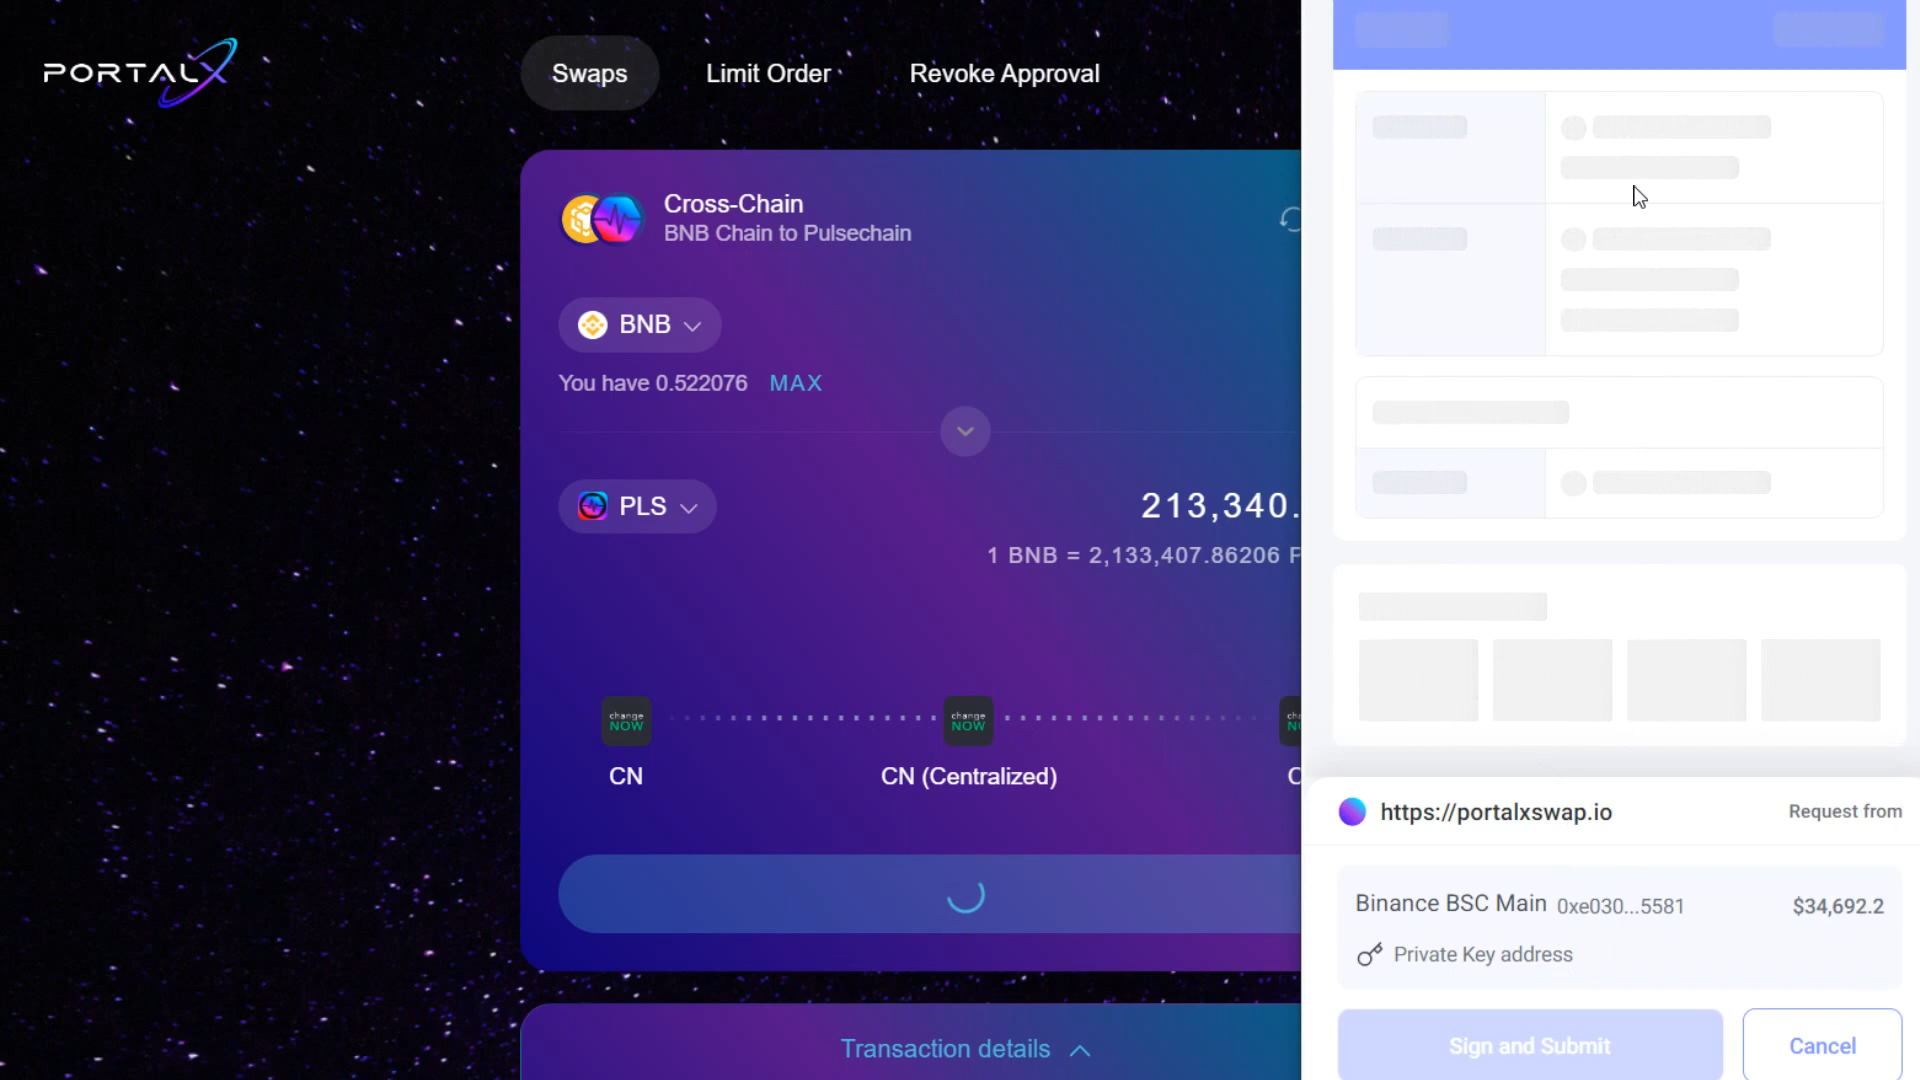 PORTALX
Swaps
Limit Order
Revoke Approval
Cross-Chain
BNB Chain to Pulsechain
BNB
You have 0.522076 MAX
PLS
213,340.
1 BNB = 2,133,407.86206
change NOW
change NOW
CN
CN (Centralized)
Transaction details
https://portalxswap.io
Request from
Binance BSC Main 0xe030...5581
$34,692.2
Private Key address
Sign and Submit
Cancel